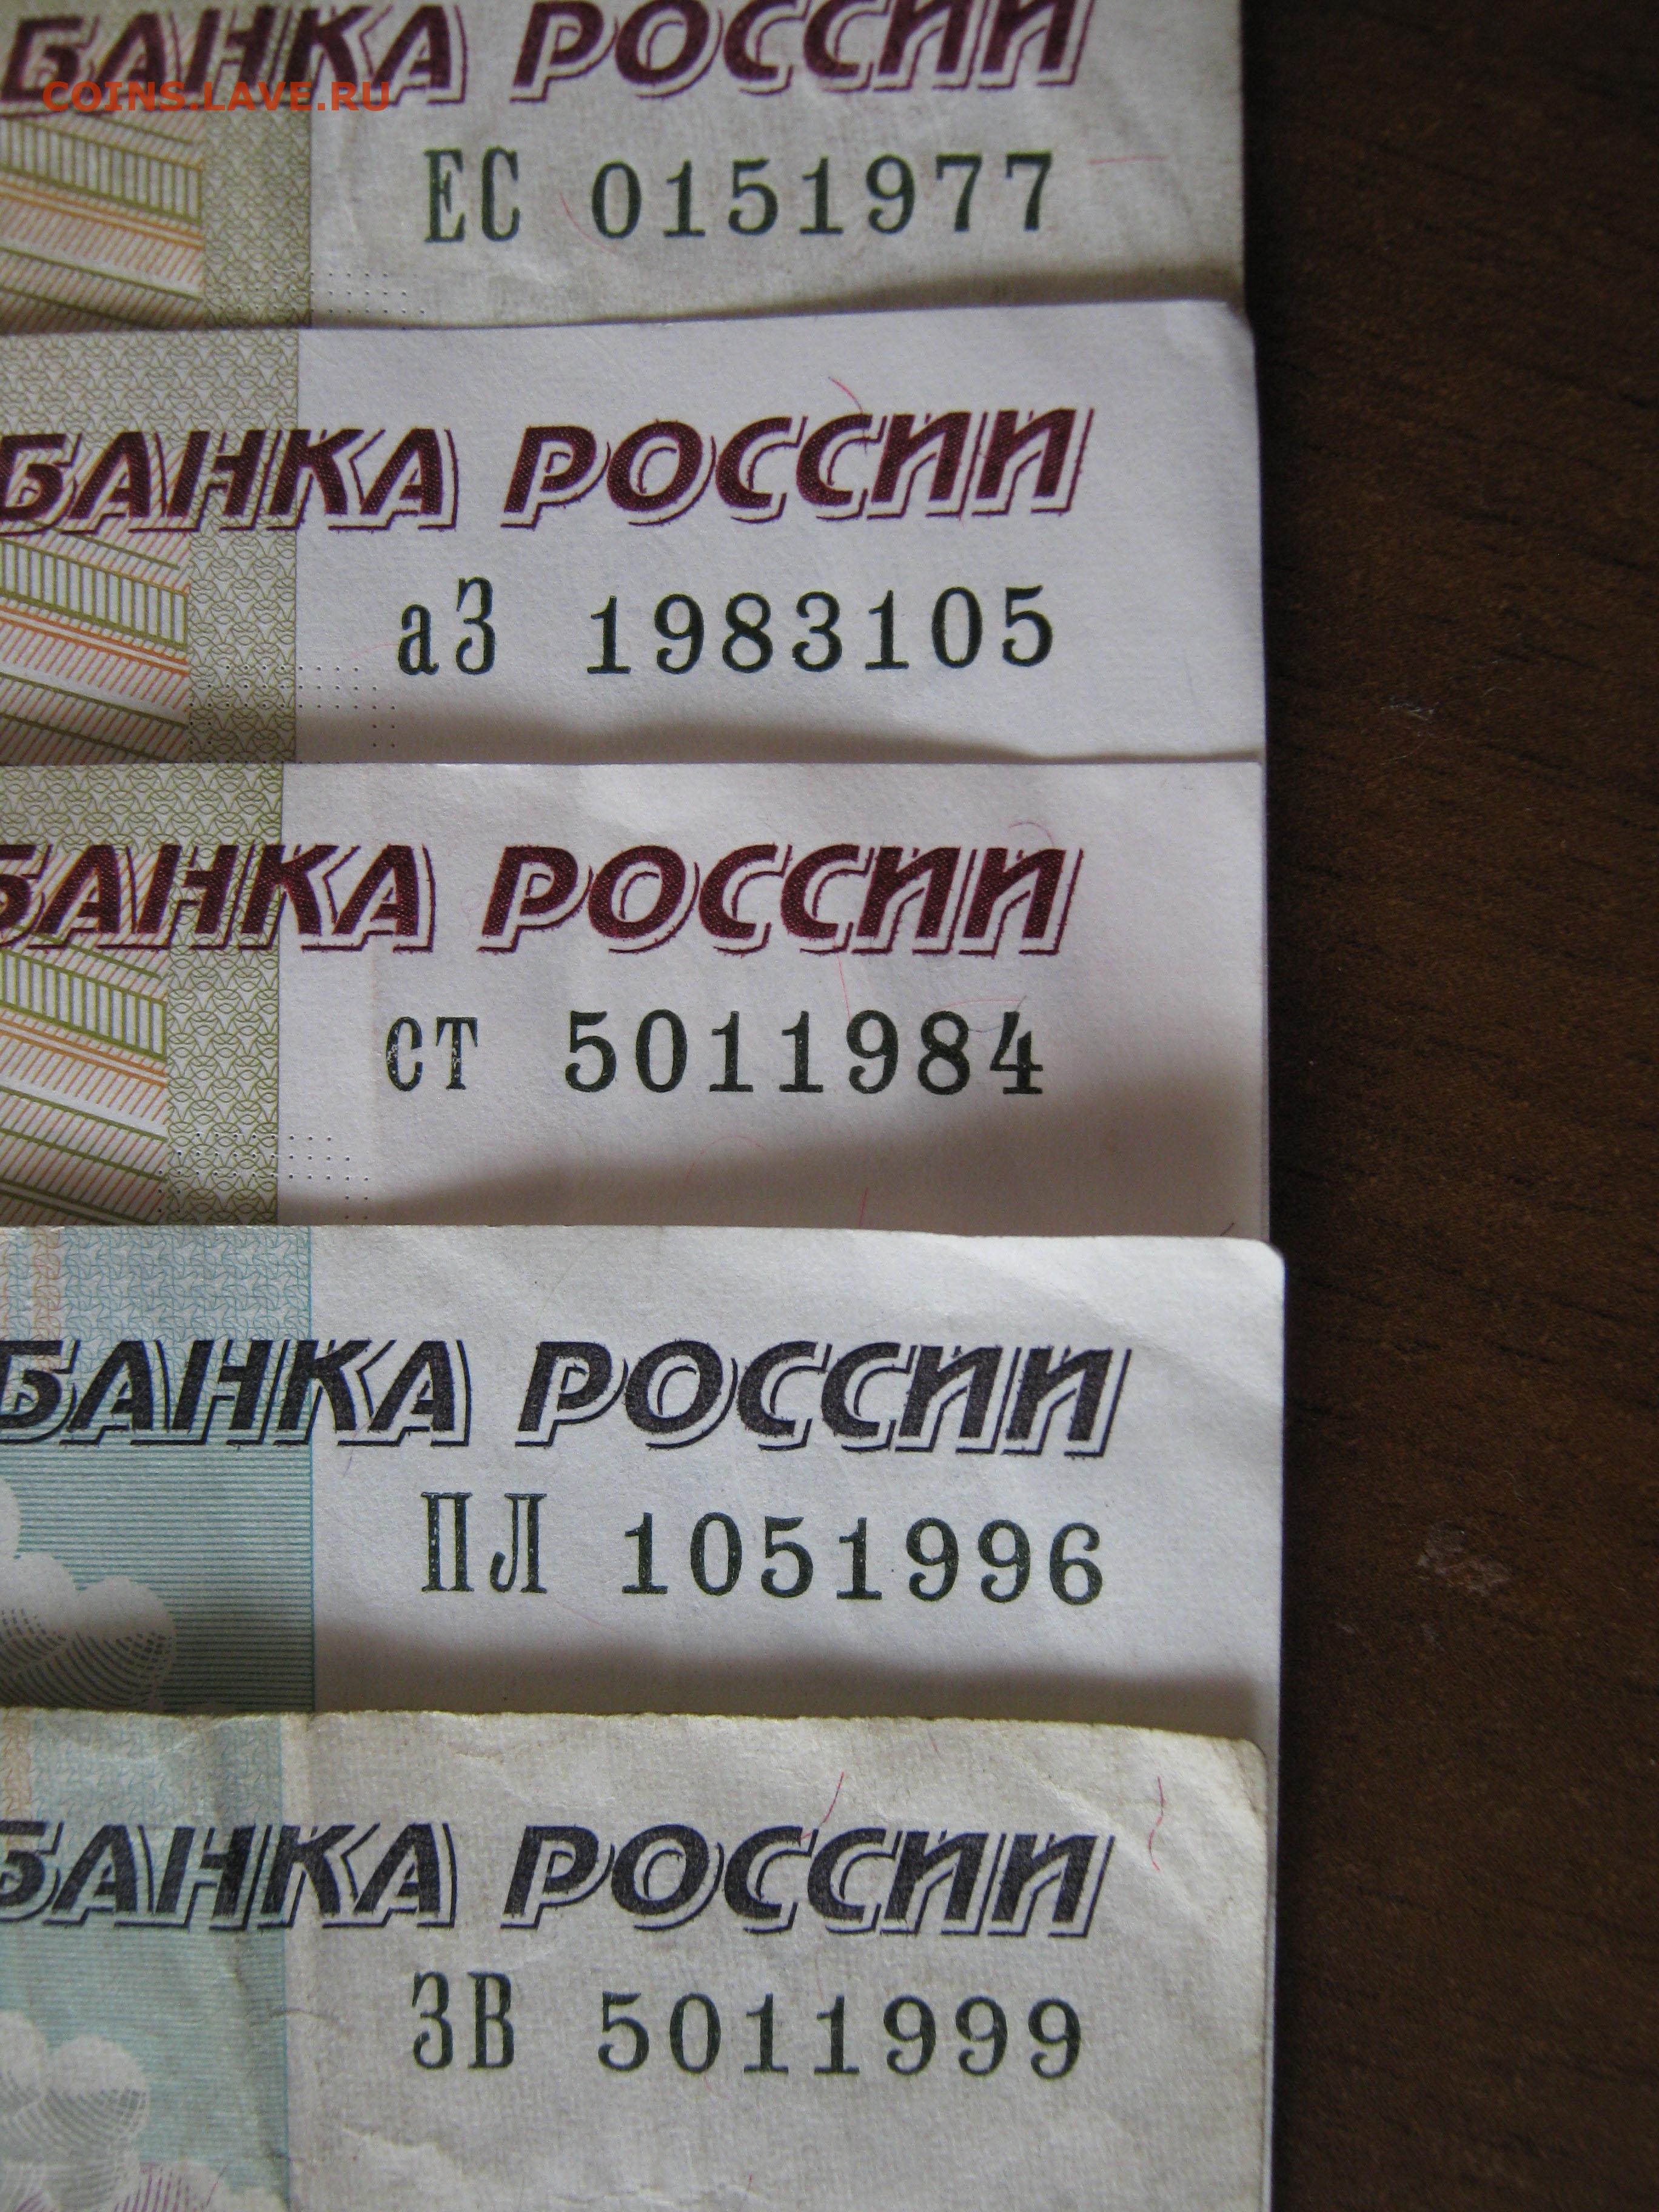 БАНКА РОССИИ
COINS.LAVE.RU
ЕС 0151977
БАНКА РОССИИ
аЗ 1983105
БАНКА РОССИИ
ст 5011984
БАНКА РОССИИ
ПЛ 1051996
БАНКА РОССИИ
ЗВ 5011999